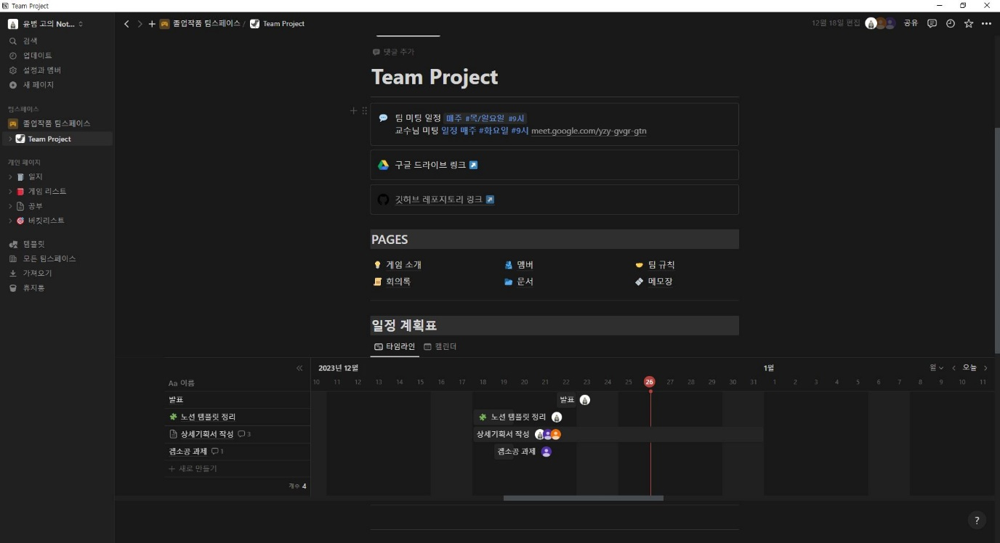 Team Project
윤범 고의 Not...
검색
업데이트
설정과 멤버
새 페이지
팀스페이스
졸업작품 팀스페이스
Team Project
개인 페이지
일지
게임 리스트
공부
버킷리스트
템플릿
모든 팀스페이스
가져오기
휴지통
졸업작품 팀스페이스 / Team Project
12월 18일 편집
공유
댓글 추가
Team Project
팀 미팅 일정 매주 #목/일요일 #9시
교수님 미팅 일정 매주 #화요일 #9시 meet.google.com/yzy-gvgr-gtn
구글 드라이브 링크
깃허브 레포지토리 링크
PAGES
게임 소개
멤버
팀 규칙
회의록
문서
메모장
일정 계획표
타임라인
캘린더
2023년 12월
1월
월
오늘
Aa 이름
10 11 12 13 14 15 16 17 18 19 20 21 22 23 24 25 26 27 28 29 30 31 1 2 3 4 5 6 7 8 9 10 11
발표
발표
노션 템플릿 정리
노션 템플릿 정리
상세기획서 작성 3
상세기획서 작성
겜소공 과제 1
겜소공 과제
새로 만들기
개수 4
?